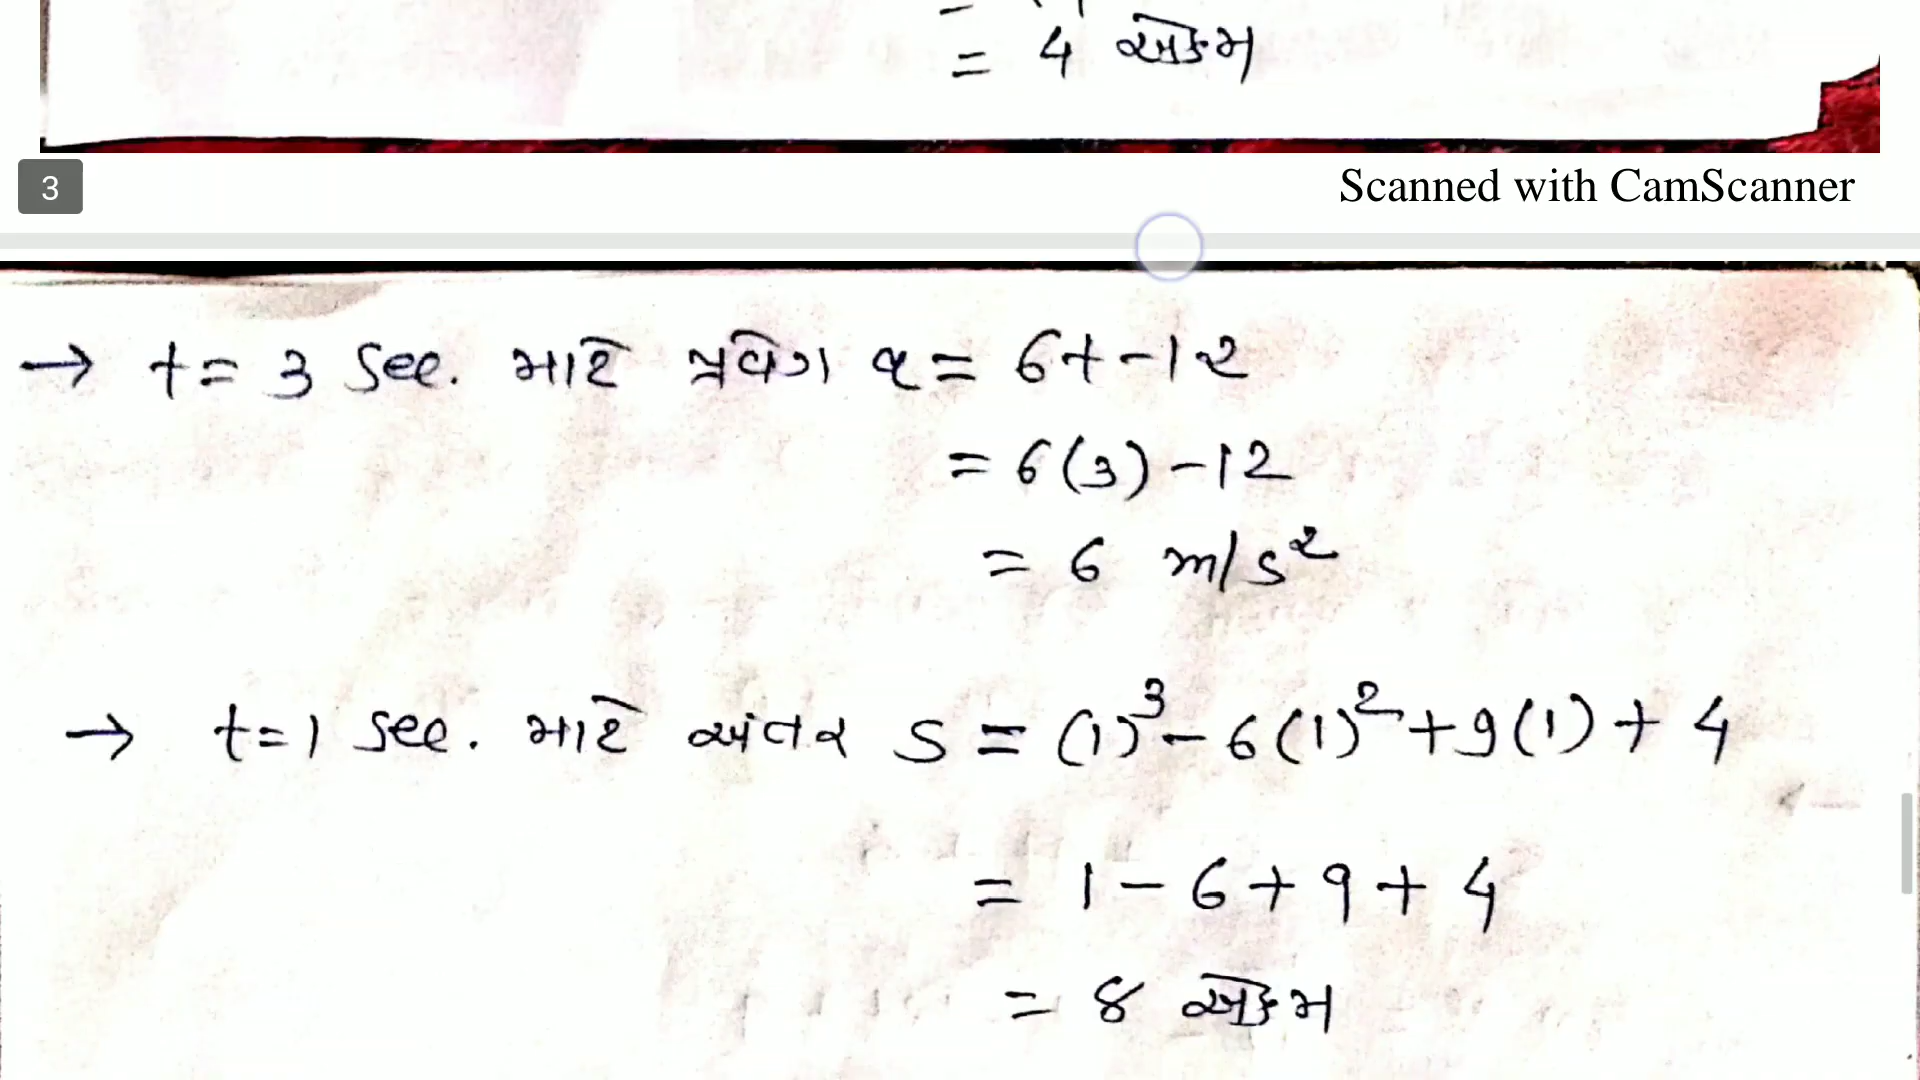 = 4 એકમ
3
Scanned with CamScanner
→ t = 3 sec. માટે પ્રવેગ a = 6t - 12
= 6(3) - 12
= 6 m/s²
→ t = 1 sec. માટે અંતર S = (1)³ - 6(1)² + 9(1) + 4
= 1 - 6 + 9 + 4
= 8 એકમ